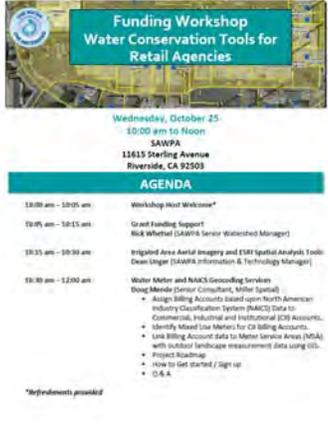 Funding Workshop
Water Conservation Tools for
Retail Agencies
Wednesday, October 25
10:00 am to Noon
SAWPA
11615 Sterling Avenue
Riverside, CA 92503
AGENDA
10:00 am – 10:05 am Workshop Host Welcome*
10:05 am – 10:15 am Grant Funding Support
Rick Whetsel (SAWPA Senior Watershed Manager)
10:15 am – 10:30 am Irrigated Area Aerial Imagery and ESRI Spatial Analysis Tools
Dean Unger (SAWPA Information & Technology Manager)
10:30 am – 12:00 am Water Meter and NAICS Geocoding Services
Doug Mende (Senior Consultant, Miller Spatial)
• Assign Billing Accounts based upon North American
Industry Classification System (NAICS) Data to
Commercial, Industrial and Institutional (CII) Accounts.
• Identify Mixed Use Meters for CII billing Accounts.
• Link Billing Account data to Meter Service Areas (MSA)
with outdoor landscape measurement data using GIS.
• Project Roadmap
• How to Get started / Sign up
• Q & A
*Refreshments provided